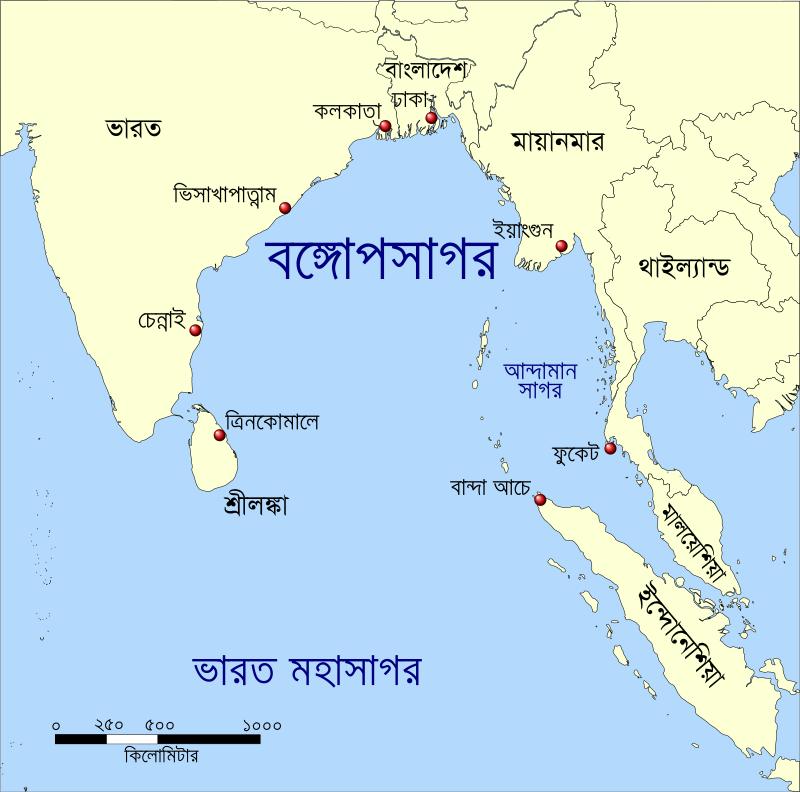 বাংলাদেশ
ঢাকা
কলকাতা
ভারত
মায়ানমার
ভিসাখাপাত্নাম
ইয়াংগুন
বঙ্গোপসাগর
থাইল্যান্ড
চেন্নাই
আন্দামান
সাগর
ত্রিনকোমালে
ফুকেট
বান্দা আচে
শ্রীলঙ্কা
মালয়েশিয়া
ইন্দোনেশিয়া
ভারত মহাসাগর
০ ২৫০ ৫০০ ১০০০
কিলোমিটার